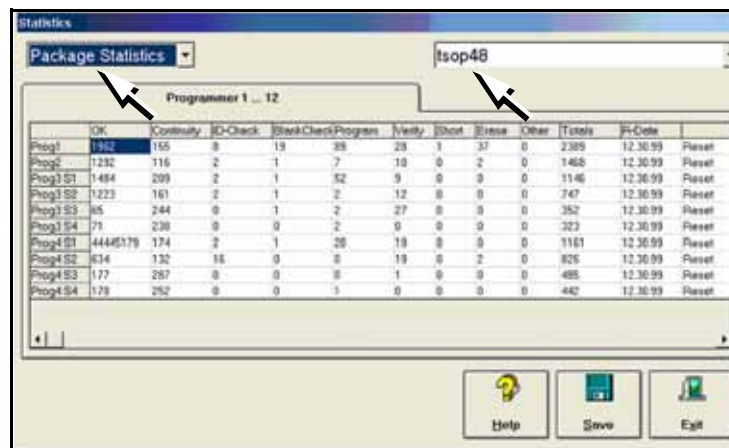 Statistics
Package Statistics
tsop48
Programmer 1 ... 12
OK Continuity ID-Check BlankCheck Program Verify Short Erase Other Totals R-Date
Prog1 1962 155 8 19 89 28 1 37 0 2389 12.30.99 Reset
Prog2 1292 116 2 1 7 10 0 2 0 1468 12.30.99 Reset
Prog3 S1 1484 209 2 1 52 9 0 0 0 1146 12.30.99 Reset
Prog3 S2 1223 161 2 1 2 12 0 0 0 747 12.30.99 Reset
Prog3 S3 65 244 0 1 2 27 0 0 0 352 12.30.99 Reset
Prog3 S4 71 238 0 0 2 0 0 0 0 323 12.30.99 Reset
Prog4 S1 44445179 174 2 1 20 19 0 0 0 1161 12.30.99 Reset
Prog4 S2 634 132 16 0 0 19 0 2 0 826 12.30.99 Reset
Prog4 S3 177 287 0 0 0 1 0 0 0 485 12.30.99 Reset
Prog4 S4 170 252 0 0 1 0 0 0 0 442 12.30.99 Reset
Help Save Exit